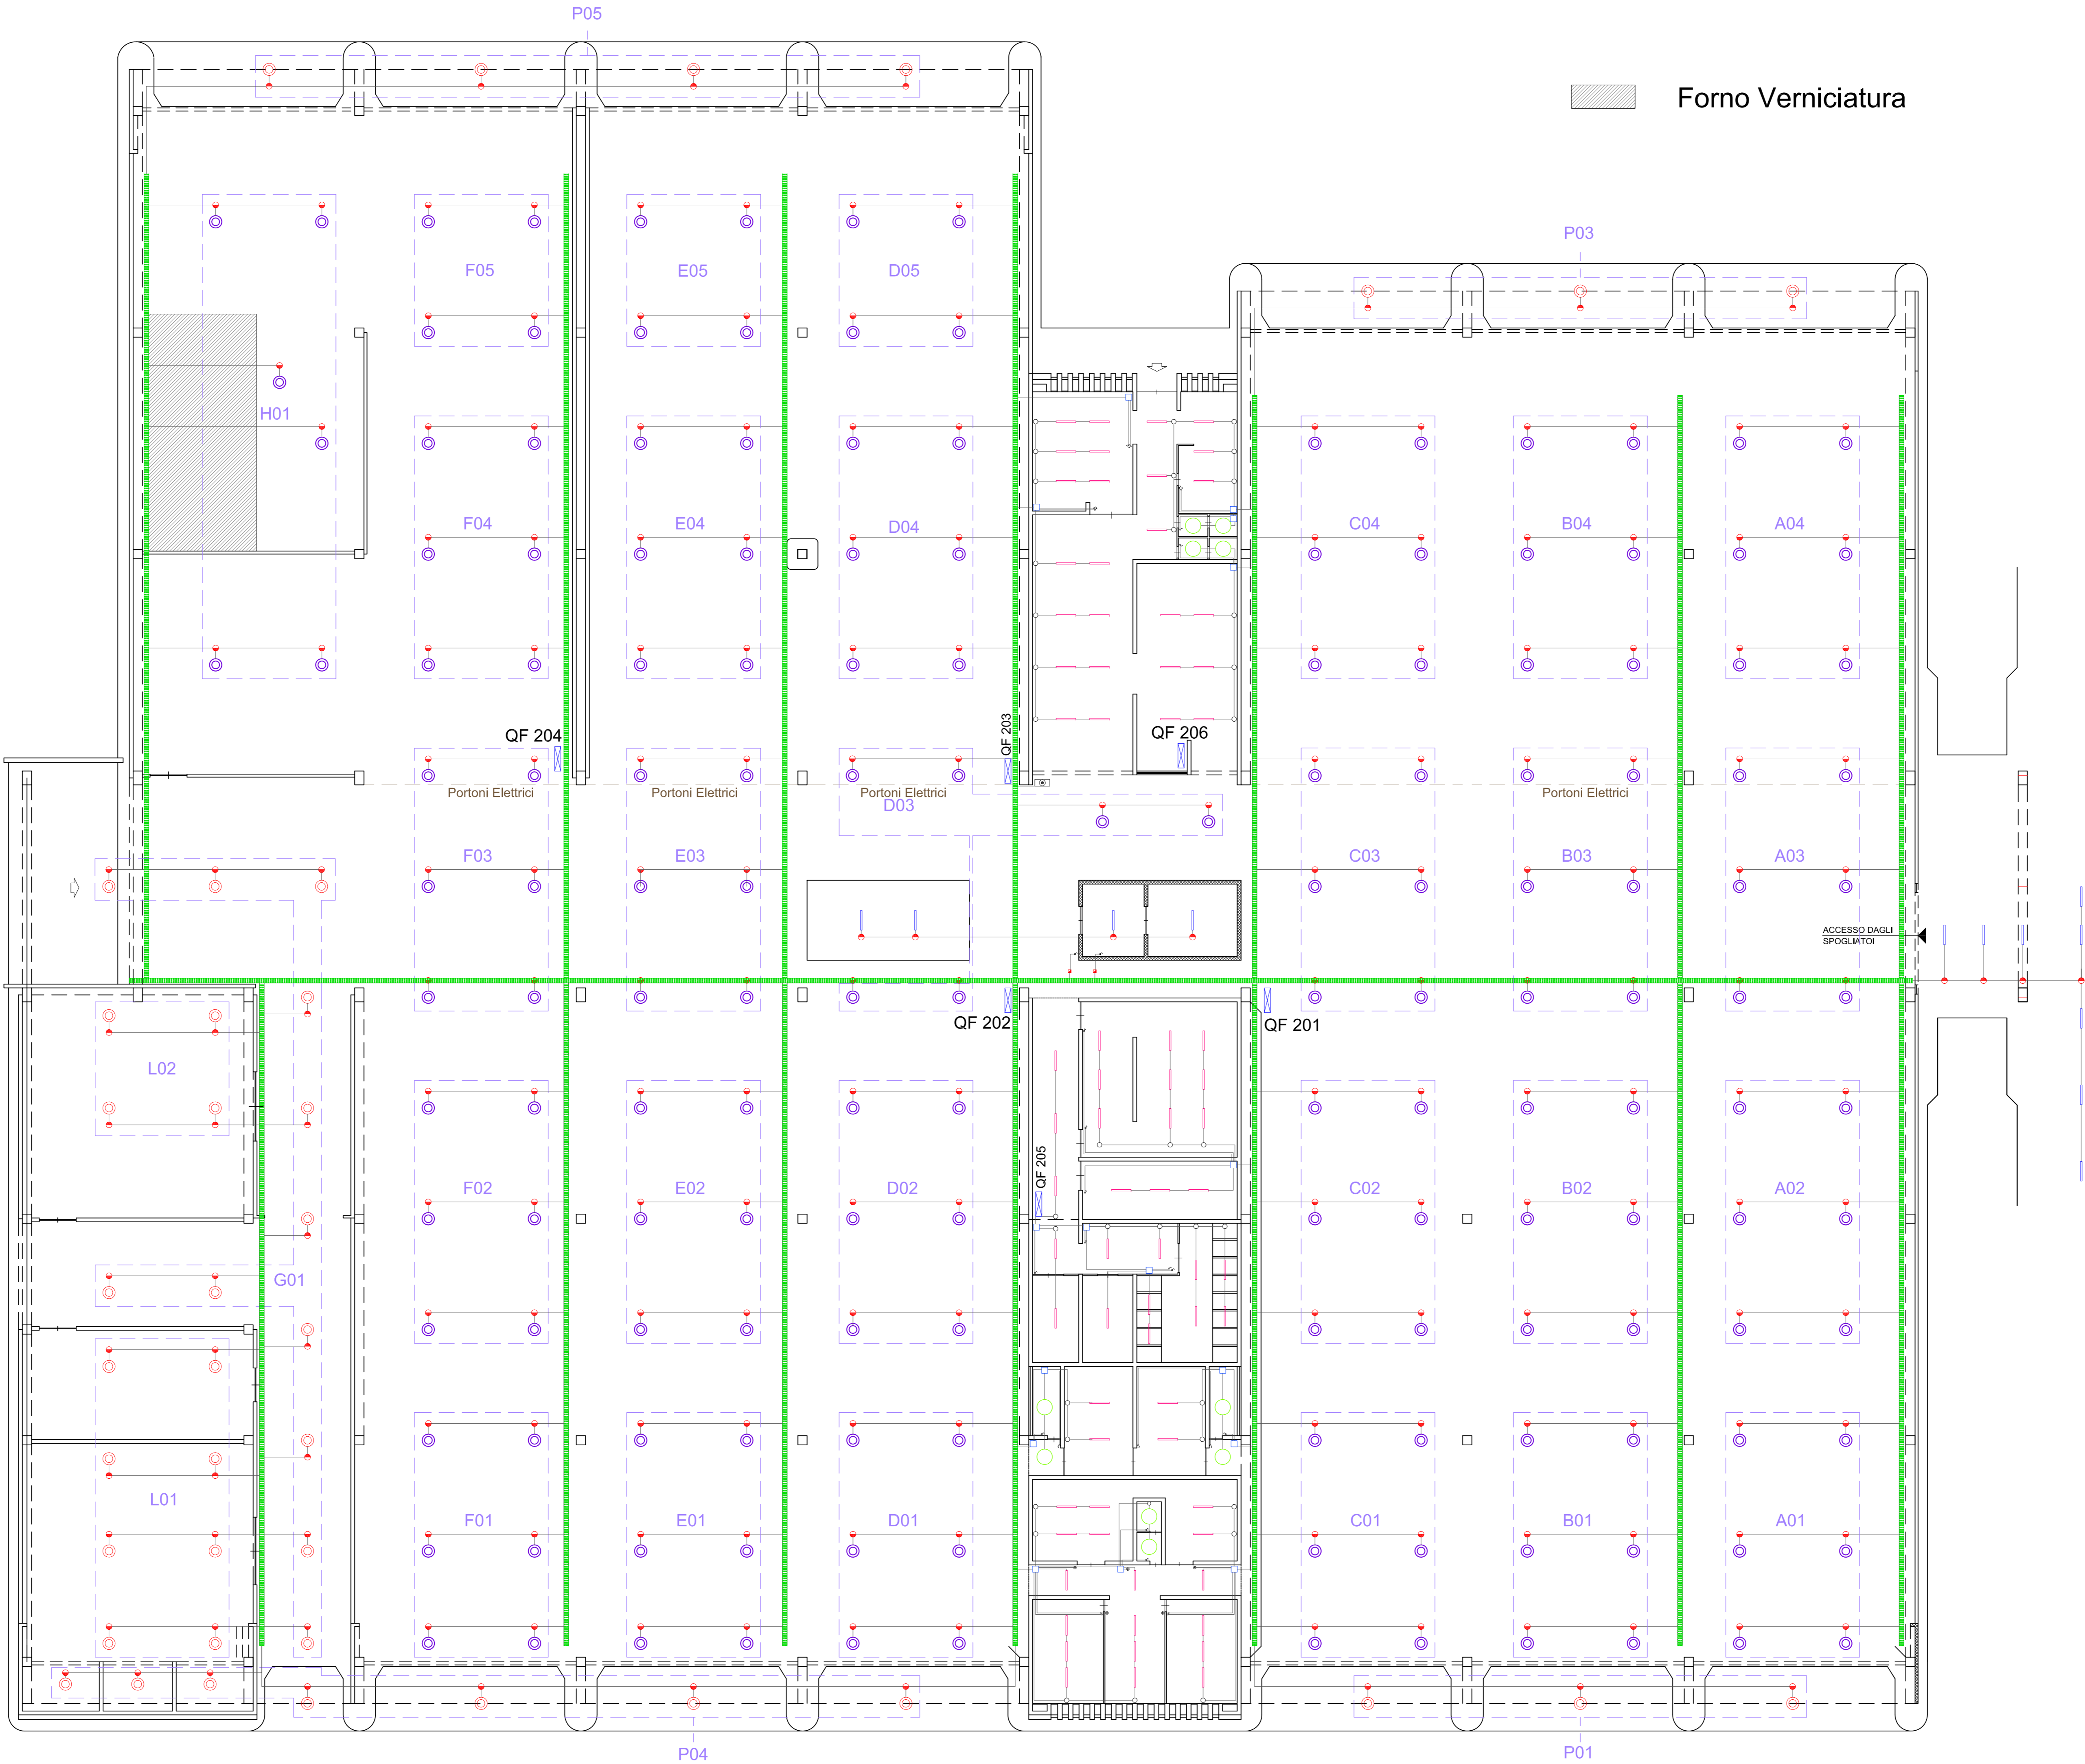 P05
Forno Verniciatura
P03
F05
E05
D05
H01
F04
E04
D04
C04
B04
A04
QF 204
QF 203
QF 206
Portoni Elettrici
Portoni Elettrici
Portoni Elettrici
Portoni Elettrici
D03
F03
E03
C03
B03
A03
ACCESSO DAGLI
SPOGLIATOI
QF 202
QF 201
L02
QF 205
F02
E02
D02
C02
B02
A02
G01
L01
F01
E01
D01
C01
B01
A01
P04
P01